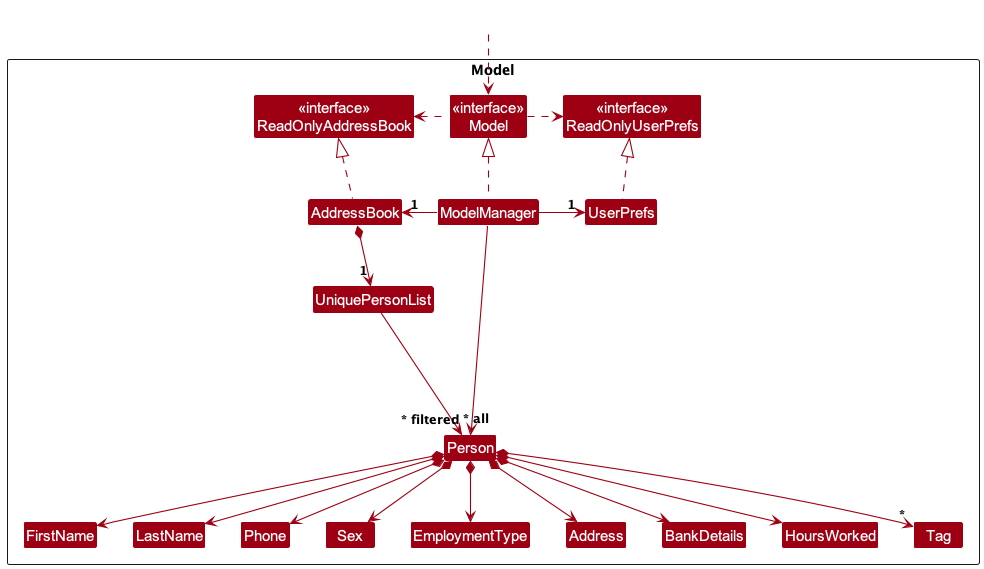 Model
«interface»
ReadOnlyAddressBook
«interface»
Model
«interface»
ReadOnlyUserPrefs
AddressBook
1
ModelManager
1
UserPrefs
1
UniquePersonList
* filtered
* all
Person
*
FirstName
LastName
Phone
Sex
EmploymentType
Address
BankDetails
HoursWorked
Tag